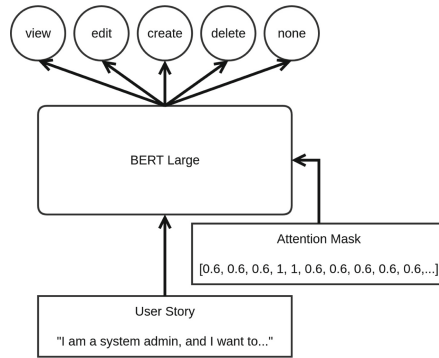 view edit create delete none
BERT Large
Attention Mask
[0.6, 0.6, 0.6, 1, 1, 0.6, 0.6, 0.6, 0.6, 0.6,...]
User Story
"I am a system admin, and I want to..."